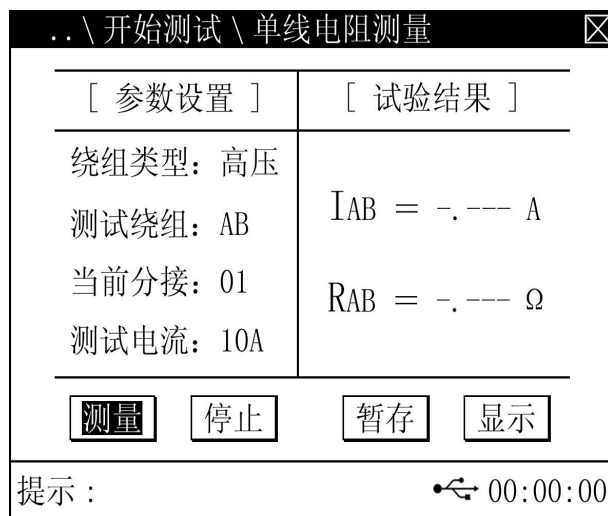 ..\开始测试\单线电阻测量
[ 参数设置 ] [ 试验结果 ]
绕组类型：高压
测试绕组：AB
当前分接：01
测试电流：10A
IAB = -.--- A
RAB = -.--- Ω
测量 停止 暂存 显示
提示： 00:00:00